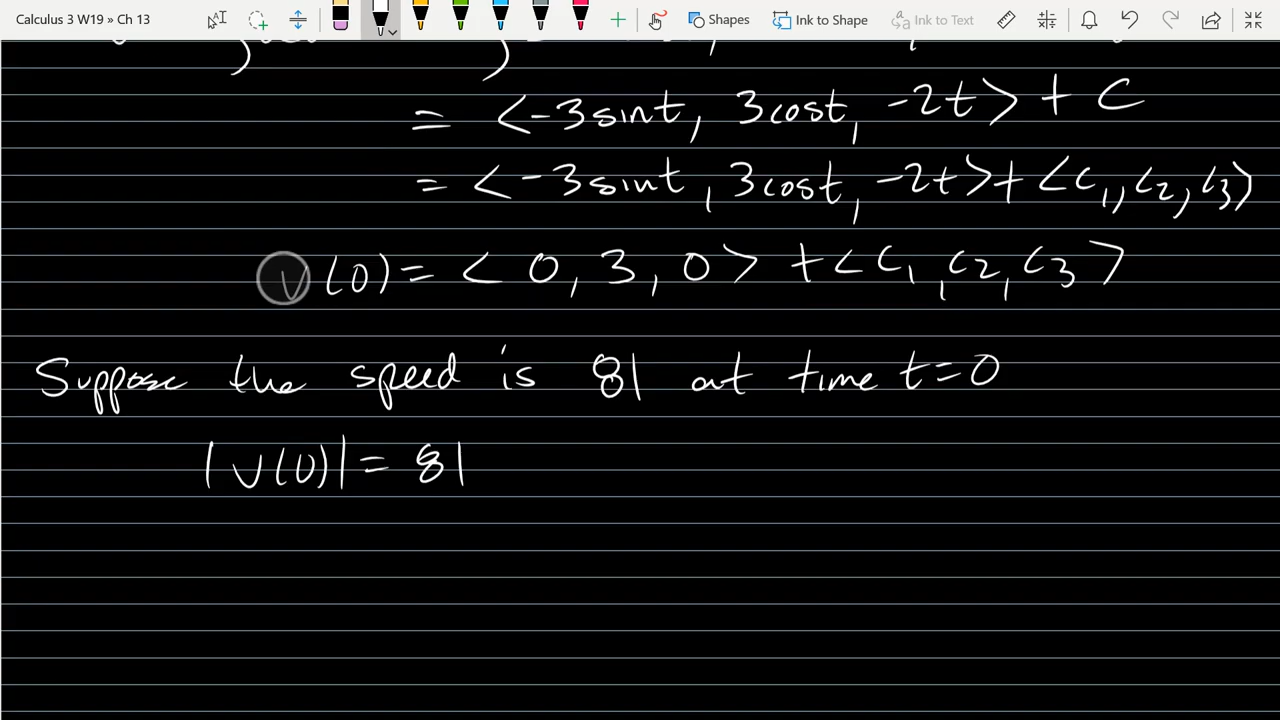 Calculus 3 W19 » Ch 13
Shapes
Ink to Shape
Ink to Text
= <-3sint, 3cost, -2t> + C
= <-3sint, 3cost, -2t> + <C1, C2, C3>
v(0) = < 0, 3, 0 > + < C1, C2, C3 >
Suppose the speed is 81 at time t=0
|v(0)| = 81